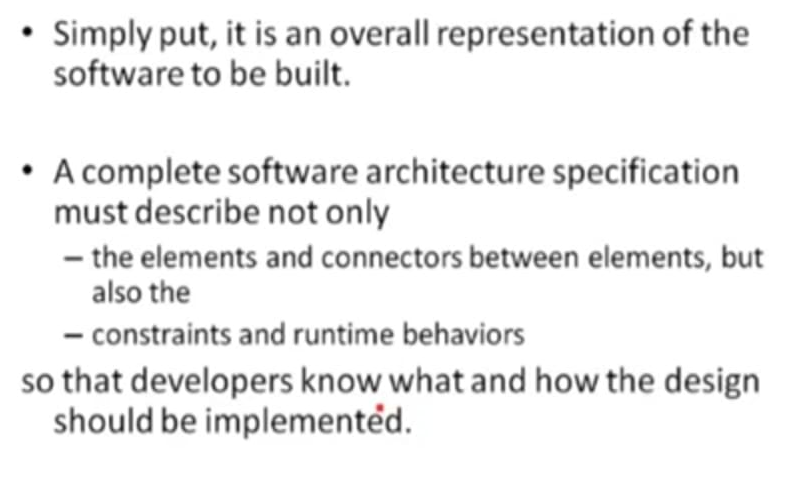 • Simply put, it is an overall representation of the
software to be built.
• A complete software architecture specification
must describe not only
– the elements and connectors between elements, but
also the
– constraints and runtime behaviors
so that developers know what and how the design
should be implemented.